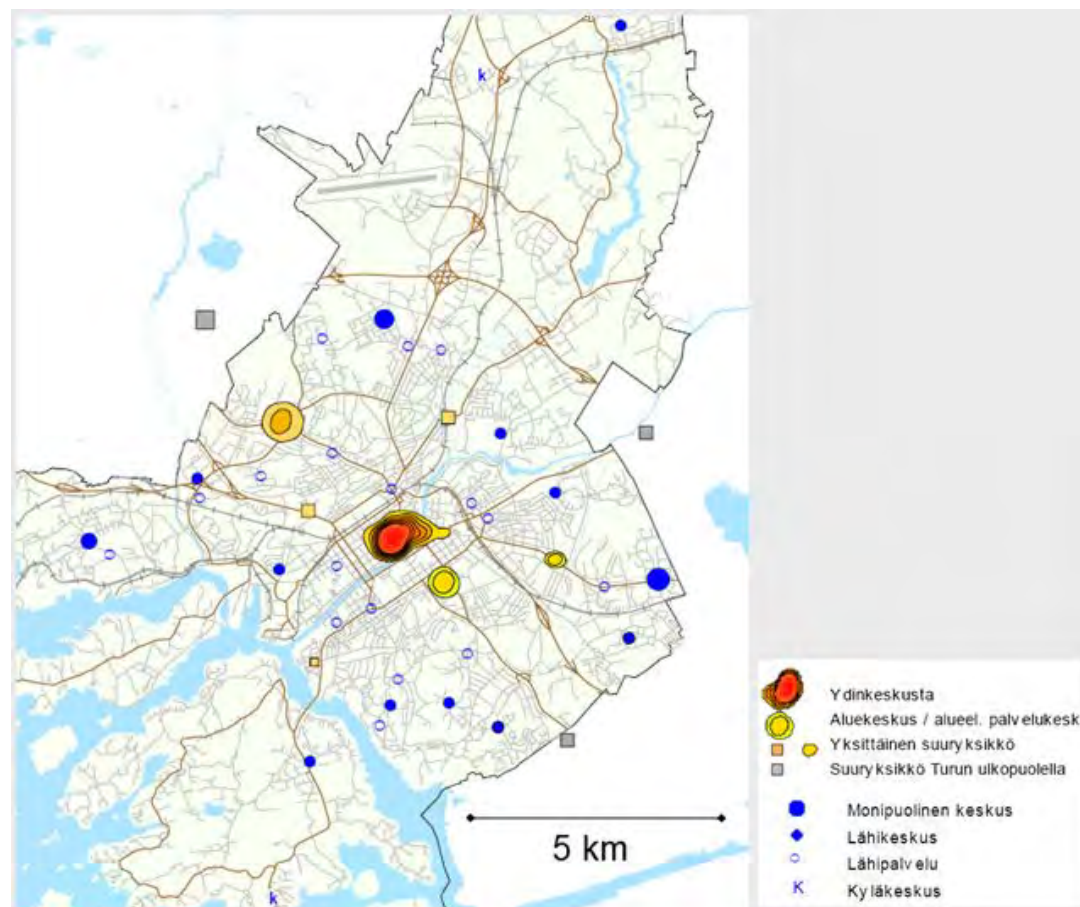 k
k
5 km
Ydinkeskusta
Aluekeskus / alueel. palvelukesk
Yksittäinen suuryksikkö
Suuryksikkö Turun ulkopuolella
Monipuolinen keskus
Lähikeskus
Lähipalvelu
K Kyläkeskus